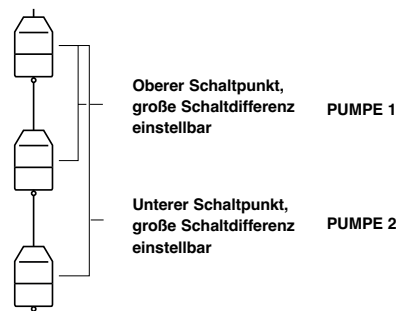 Oberer Schaltpunkt,
große Schaltdifferenz
einstellbar
PUMPE 1
Unterer Schaltpunkt,
große Schaltdifferenz
einstellbar
PUMPE 2